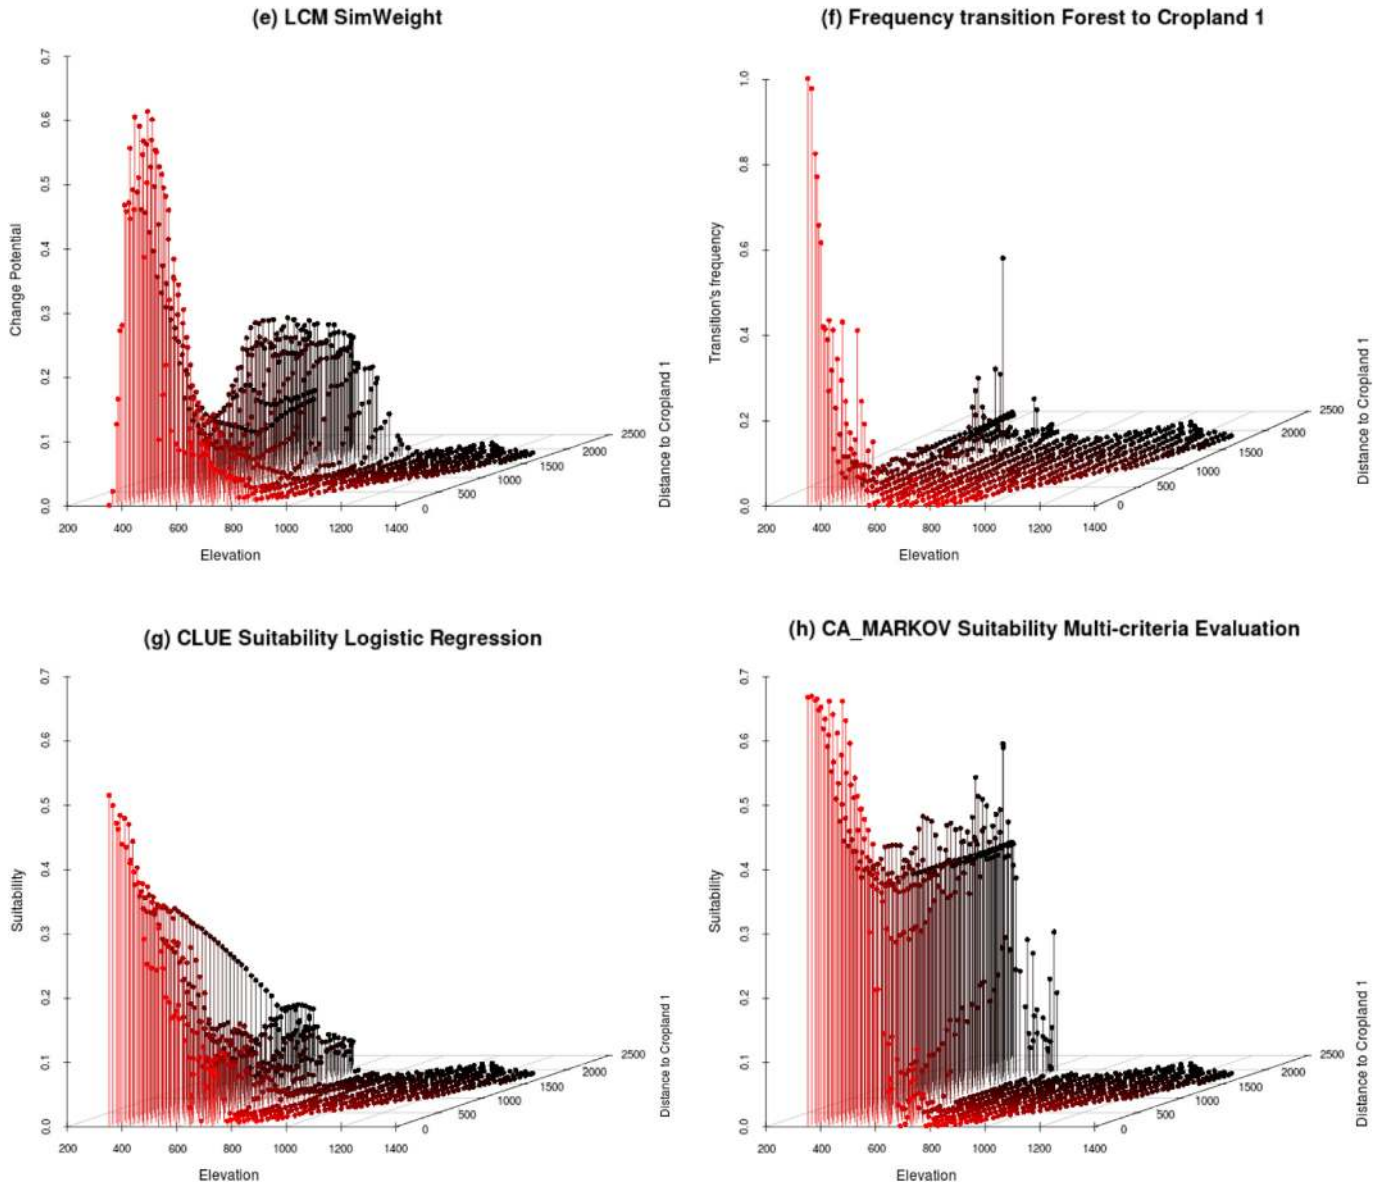 (e) LCM SimWeight
Change Potential
0.7
0.6
0.5
0.4
0.3
0.2
0.1
0.0
200 400 600 800 1000 1200 1400
Elevation
0 500 1000 1500 2000 2500
Distance to Cropland 1
(f) Frequency transition Forest to Cropland 1
Transition's frequency
1.0
0.8
0.6
0.4
0.2
0.0
200 400 600 800 1000 1200 1400
Elevation
0 500 1000 1500 2000 2500
Distance to Cropland 1
(g) CLUE Suitability Logistic Regression
Suitability
0.7
0.6
0.5
0.4
0.3
0.2
0.1
0.0
200 400 600 800 1000 1200 1400
Elevation
0 500 1000 1500 2000 2500
Distance to Cropland 1
(h) CA_MARKOV Suitability Multi-criteria Evaluation
Suitability
0.7
0.6
0.5
0.4
0.3
0.2
0.1
0.0
200 400 600 800 1000 1200 1400
Elevation
0 500 1000 1500 2000 2500
Distance to Cropland 1